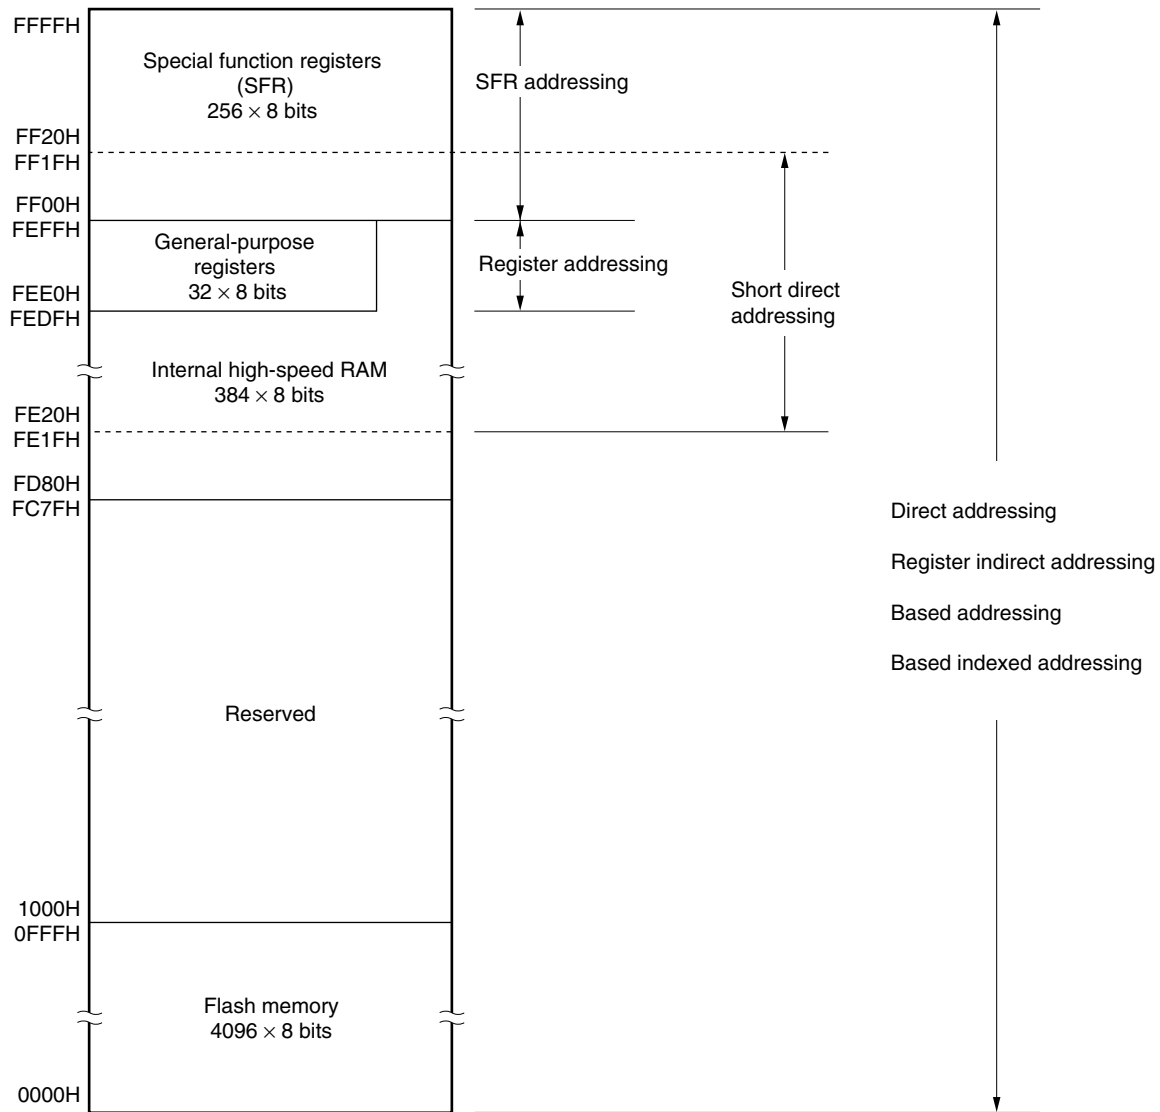 FFFFH
Special function registers
(SFR)
256 × 8 bits
SFR addressing
FF20H
FF1FH
FF00H
FEFFH
General-purpose
registers
32 × 8 bits
Register addressing
FEE0H
FEDFH
Short direct
addressing
Internal high-speed RAM
384 × 8 bits
FE20H
FE1FH
FD80H
FC7FH
Direct addressing
Register indirect addressing
Based addressing
Based indexed addressing
Reserved
1000H
0FFFH
Flash memory
4096 × 8 bits
0000H